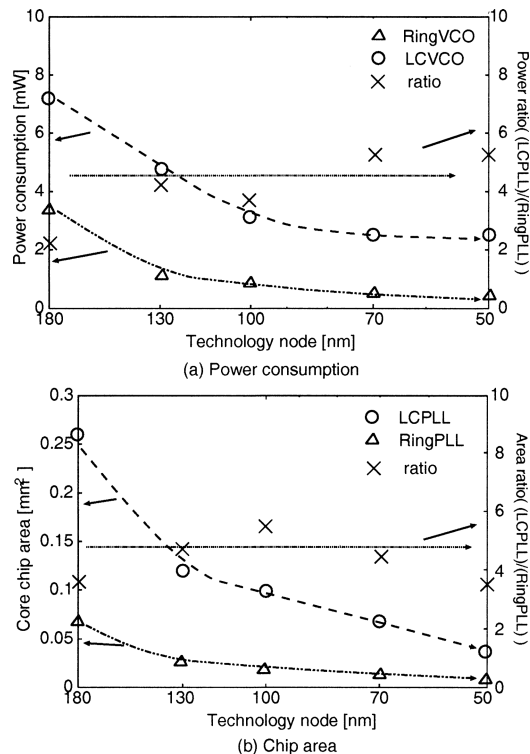 10
8
6
4
2
0
Power consumption [mW]
RingVCO
LCVCO
ratio
10
8
6
4
2
0
Power ratio( (LCPLL)/(RingPLL) )
180
130
100
70
50
Technology node [nm]
(a) Power consumption
0.3
0.25
0.2
0.15
0.1
0.05
0
Core chip area [mm²]
LCPLL
RingPLL
ratio
10
8
6
4
2
0
Area ratio( (LCPLL)/(RingPLL) )
180
130
100
70
50
Technology node [nm]
(b) Chip area